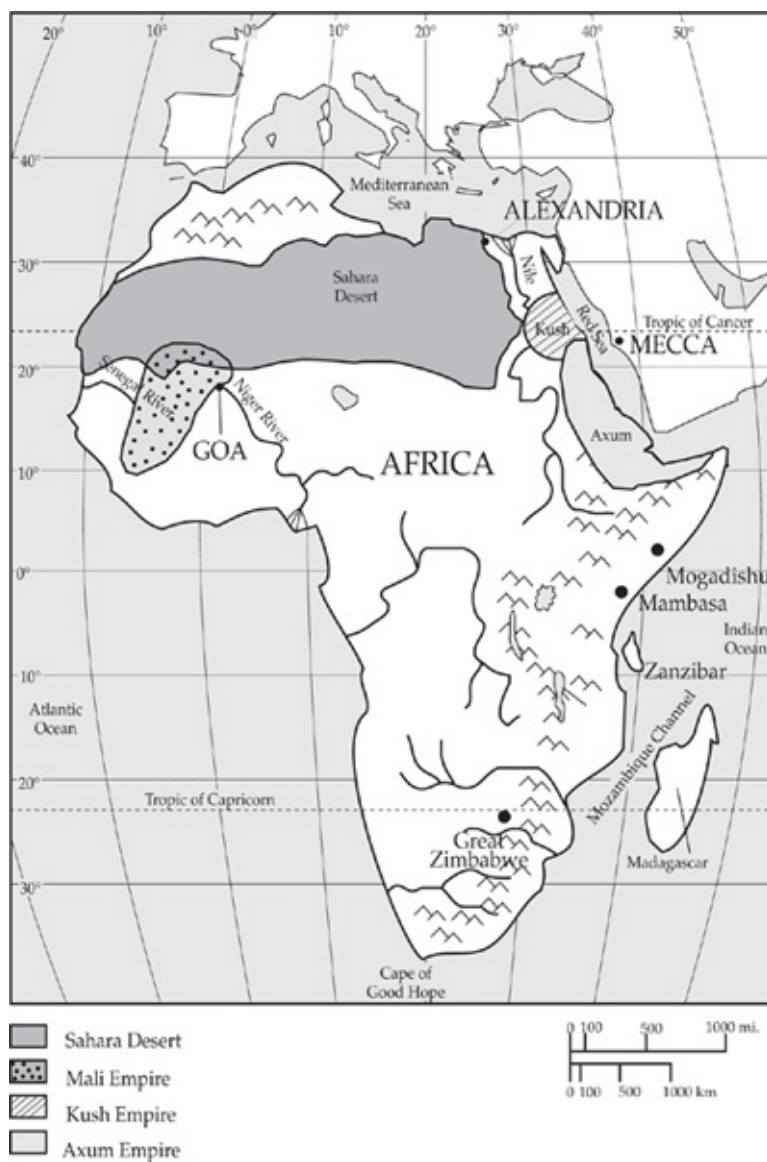 20°
10°
0°
10°
20°
30°
40°
50°
40°
30°
20°
10°
0°
10°
20°
30°
Mediterranean
Sea
ALEXANDRIA
Nile
Sahara
Desert
Kush
Red Sea
Tropic of Cancer
MECCA
Senegal
River
Niger River
GOA
AFRICA
Axum
Mogadishu
Mambasa
Indian
Ocean
Zanzibar
Atlantic
Ocean
Mozambique Channel
Tropic of Capricorn
Great
Zimbabwe
Madagascar
Cape of
Good Hope
Sahara Desert
Mali Empire
Kush Empire
Axum Empire
0 100 500 1000 mi.
0 100 500 1000 km